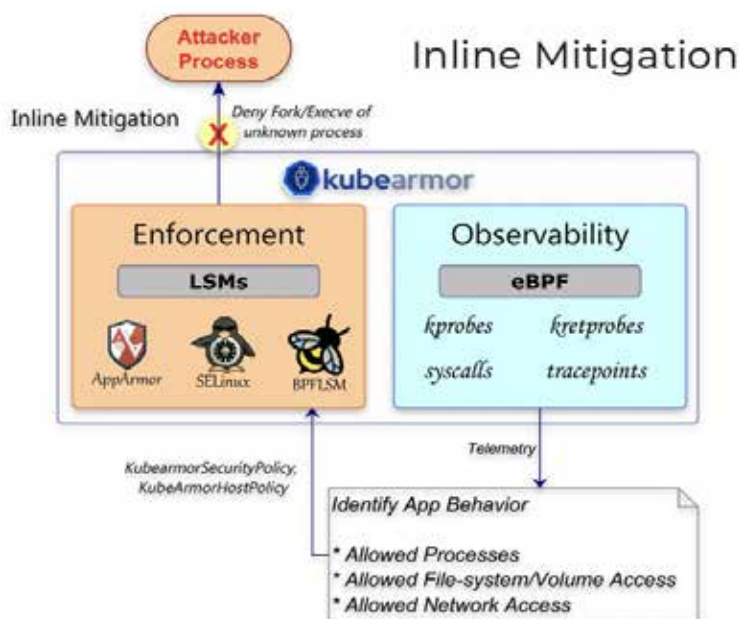 Attacker
Process
Inline Mitigation
Inline Mitigation
Deny Fork/Execve of
unknown process
X
kubearmor
Enforcement
Observability
LSMs
eBPF
kprobes
kretprobes
AppArmor
SELinux
BPFLSM
syscalls
tracepoints
KubearmorSecurityPolicy,
KubeArmorHostPolicy
Telemetry
Identify App Behavior
* Allowed Processes
* Allowed File-system/Volume Access
* Allowed Network Access